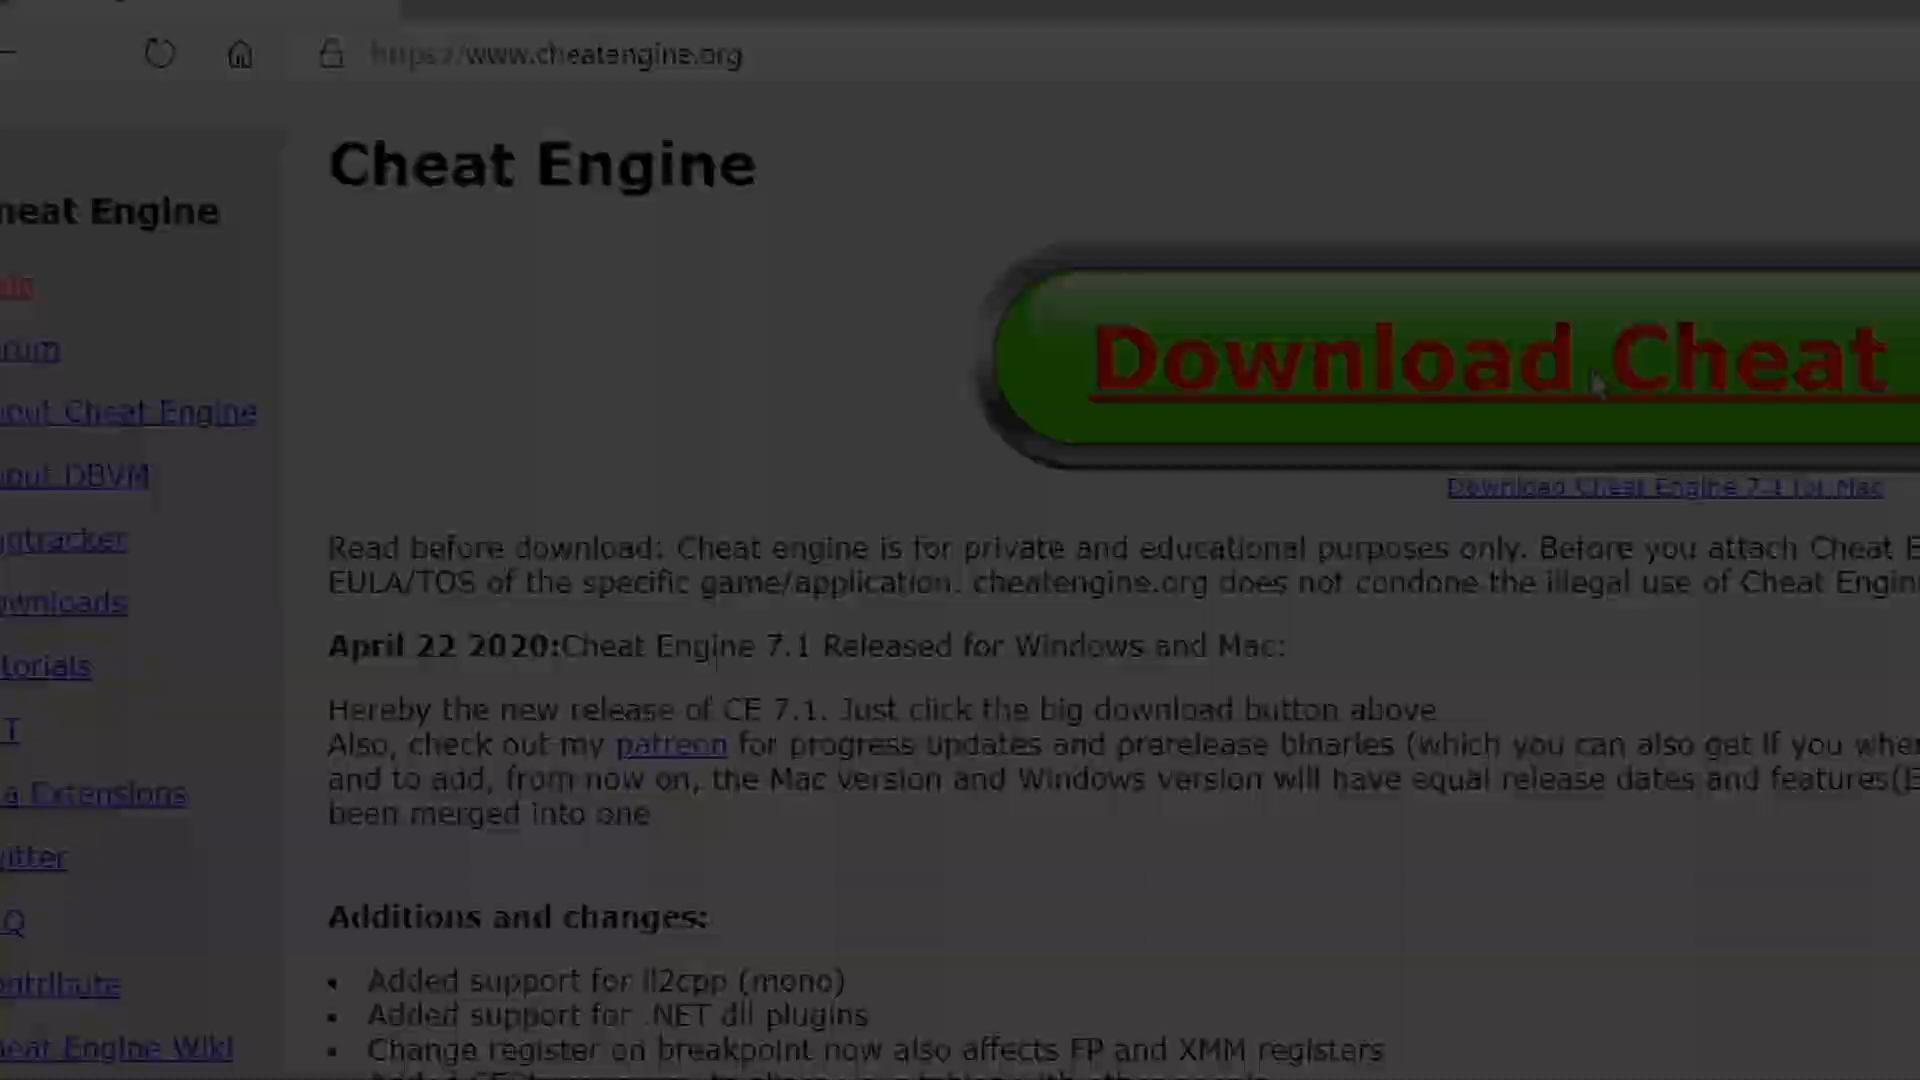 https://www.cheatengine.org
Cheat Engine
heat Engine
rum
out Cheat Engine
out DBVM
gtracker
ownloads
torials
T
a Extensions
itter
Q
ontribute
eat Engine Wiki
Download Cheat
Download Cheat Engine 7.1 for Mac
Read before download: Cheat engine is for private and educational purposes only. Before you attach Cheat E
EULA/TOS of the specific game/application. cheatengine.org does not condone the illegal use of Cheat Engin
April 22 2020:Cheat Engine 7.1 Released for Windows and Mac:
Hereby the new release of CE 7.1. Just click the big download button above
Also, check out my patreon for progress updates and prerelease binaries (which you can also get if you whe
and to add, from now on, the Mac version and Windows version will have equal release dates and features(
been merged into one
Additions and changes:
• Added support for il2cpp (mono)
• Added support for .NET dll plugins
• Change register on breakpoint now also affects FP and XMM registers